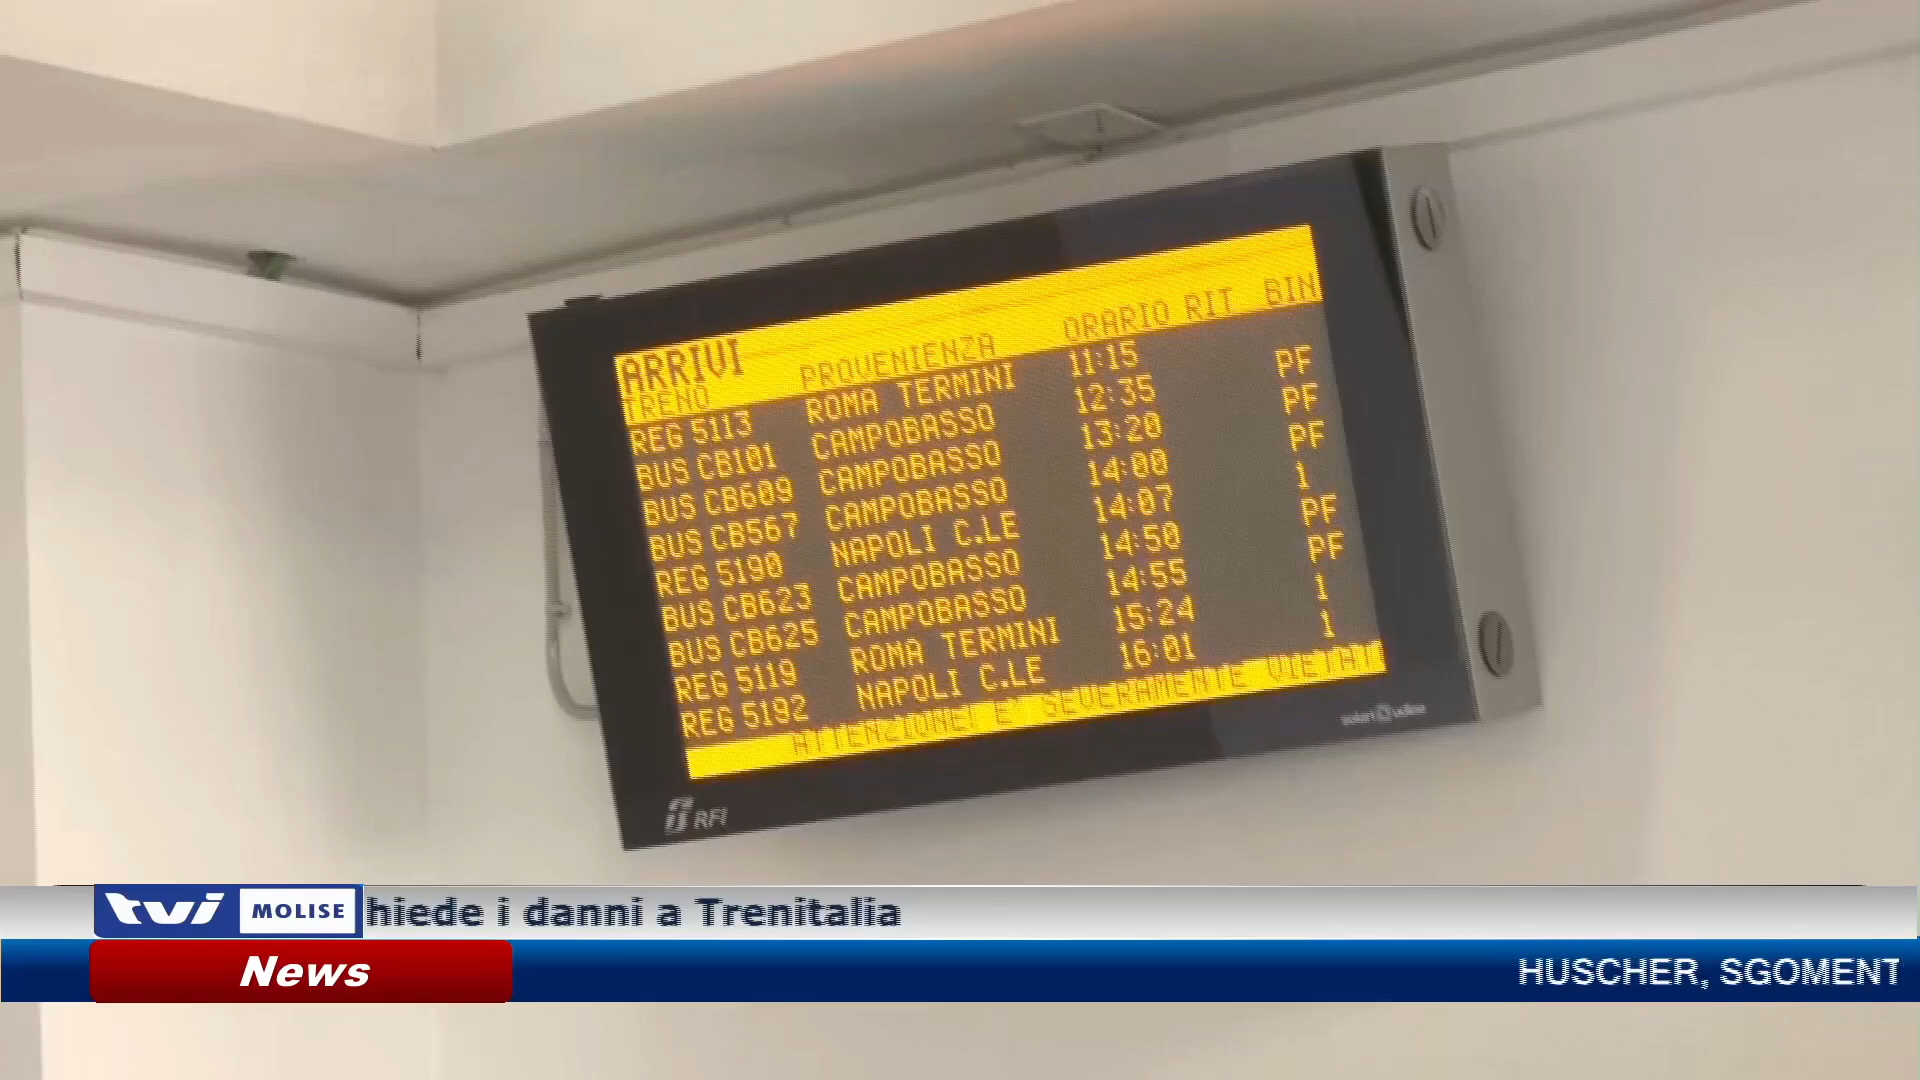 ARRIVI
TRENO PROVENIENZA ORARIO RIT BIN
REG 5113 ROMA TERMINI 11:15
BUS CB101 CAMPOBASSO 12:35 PF
BUS CB609 CAMPOBASSO 13:20 PF
BUS CB567 CAMPOBASSO 14:00 PF
REG 5190 NAPOLI C.LE 14:07 1
BUS CB623 CAMPOBASSO 14:50 PF
BUS CB625 CAMPOBASSO 14:55 PF
REG 5119 ROMA TERMINI 15:24 1
REG 5192 NAPOLI C.LE 16:01 1
ATTENZIONE! E' SEVERAMENTE VIETAT
solari udine
RFI
tvi MOLISE hiede i danni a Trenitalia
News HUSCHER, SGOMENT